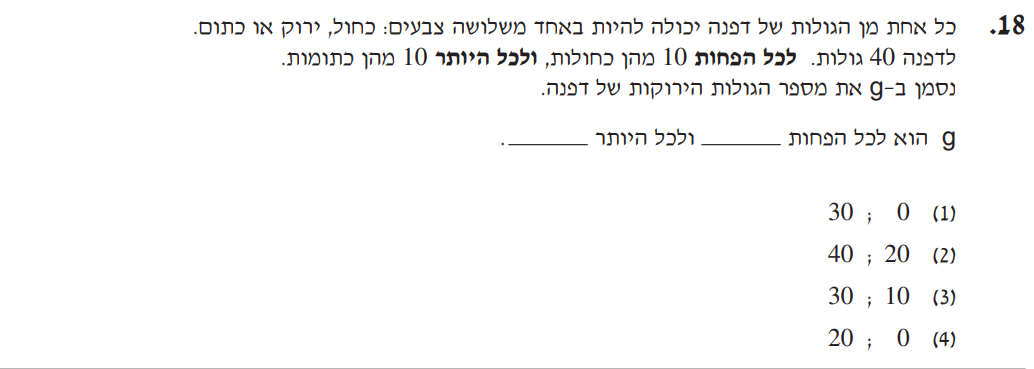 18. כל אחת מן הגולות של דפנה יכולה להיות באחד משלושה צבעים: כחול, ירוק או כתום.
לדפנה 40 גולות. לכל הפחות 10 מהן כחולות, ולכל היותר 10 מהן כתומות.
נסמן ב-g את מספר הגולות הירוקות של דפנה.
g הוא לכל הפחות ______ ולכל היותר ______ .
(1) 0 ; 30
(2) 20 ; 40
(3) 10 ; 30
(4) 0 ; 20